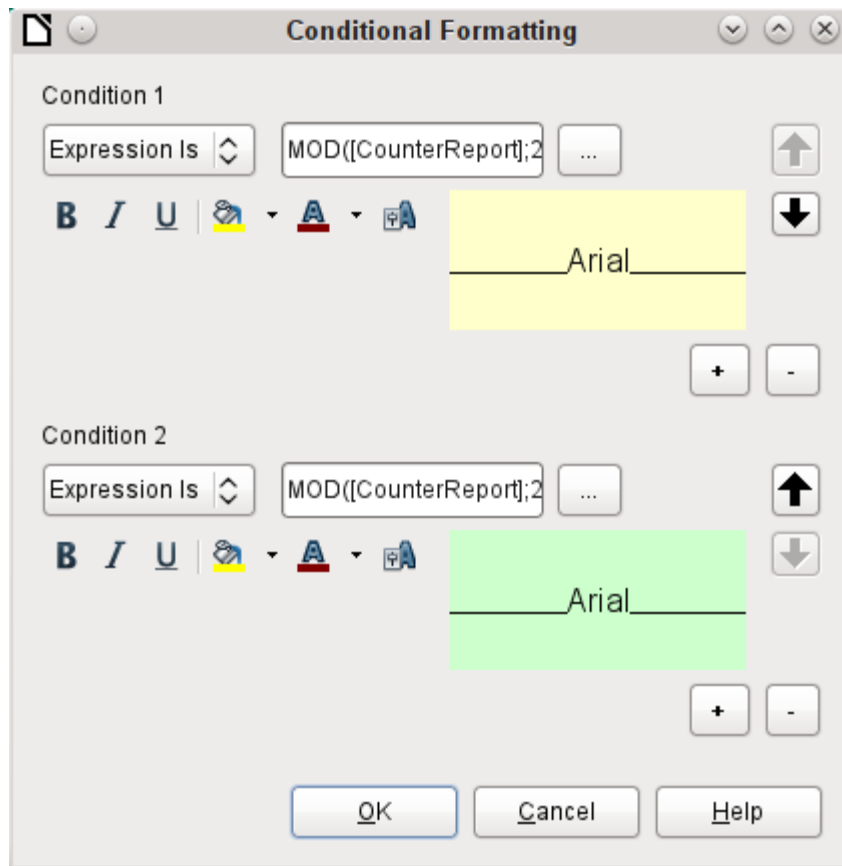 Conditional Formatting
Condition 1
Expression Is MOD([CounterReport];2 ...
B I U A A
Arial
+ -
Condition 2
Expression Is MOD([CounterReport];2 ...
B I U A A
Arial
+ -
OK Cancel Help